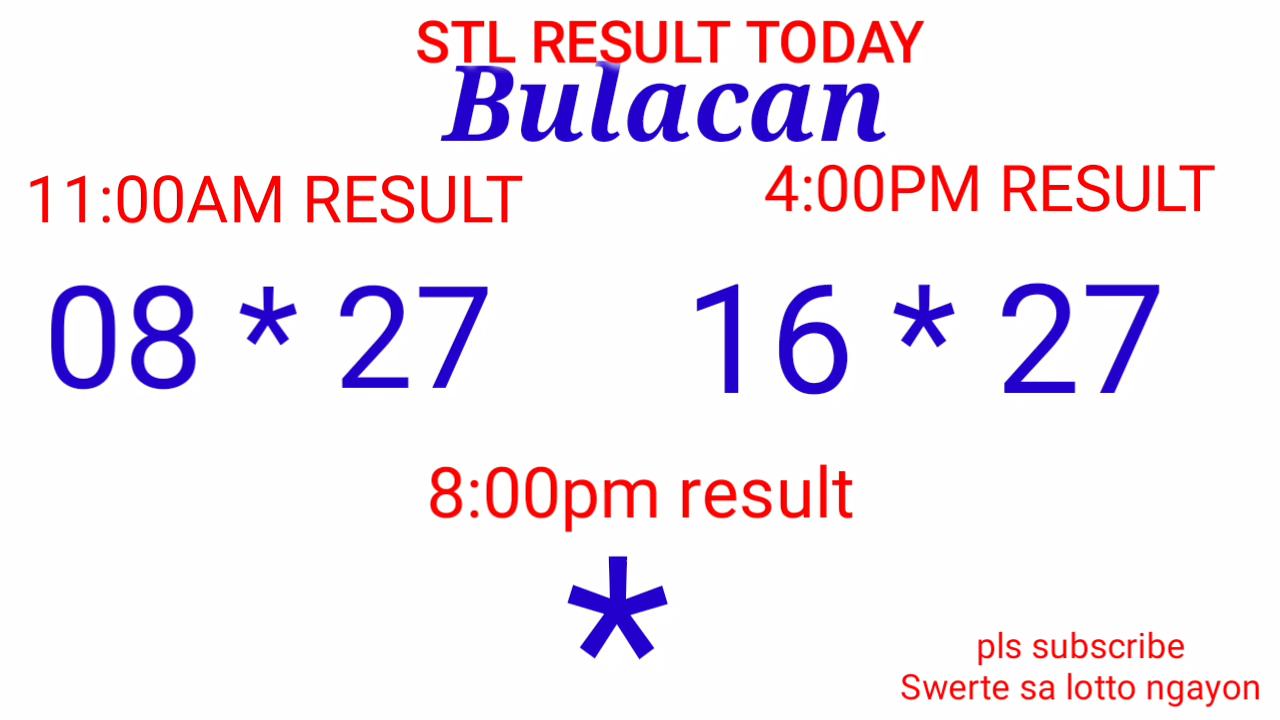 STL RESULT TODAY
Bulacan
11:00AM RESULT
4:00PM RESULT
08 * 27
16 * 27
8:00pm result
*
pls subscribe
Swerte sa lotto ngayon